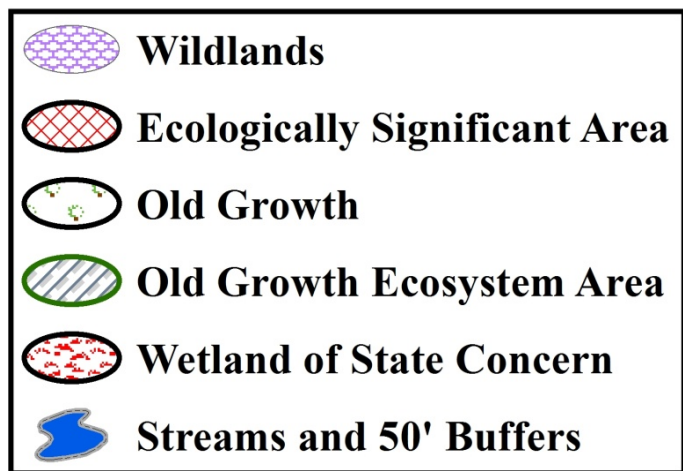 Wildlands
Ecologically Significant Area
Old Growth
Old Growth Ecosystem Area
Wetland of State Concern
Streams and 50' Buffers